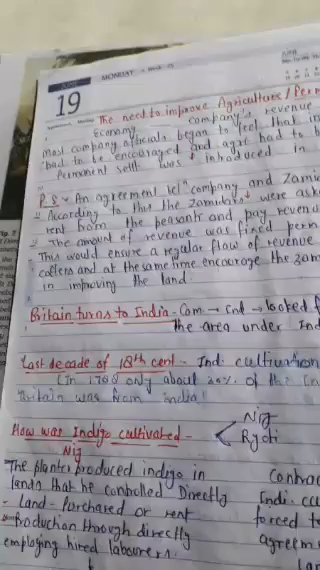 JUNE
19
MONDAY
The need to improve Agriculture / Perm
Economy, company's revenue
most company officials began to feel that in
had to be encouraged and agri had to b
Permanent settl. was introduced in
P.S - An agreement b/w company and Zami
According to this the zamidars were aske
rent from the peasants and pay revenu
The amount of revenue was fixed perm
This would ensure a regular flow of revenue
coffers and at the same time encourage the zam
in improving the land.
Britain turns to India - Com → Ind → looked f
the area under Ind
Last decade of 18th cent - Indi cultivation
(In 1788 only about 30% of the In
Britain was from india)
How was Indigo cultivated - Nij
Ryoti
Nij
The planter produced indigo in
lands that he controlled Directly
- Land - Purchased or rent
Production through directly
employing hired labourers.
Contrac
Indi. cu
forced t
agreem